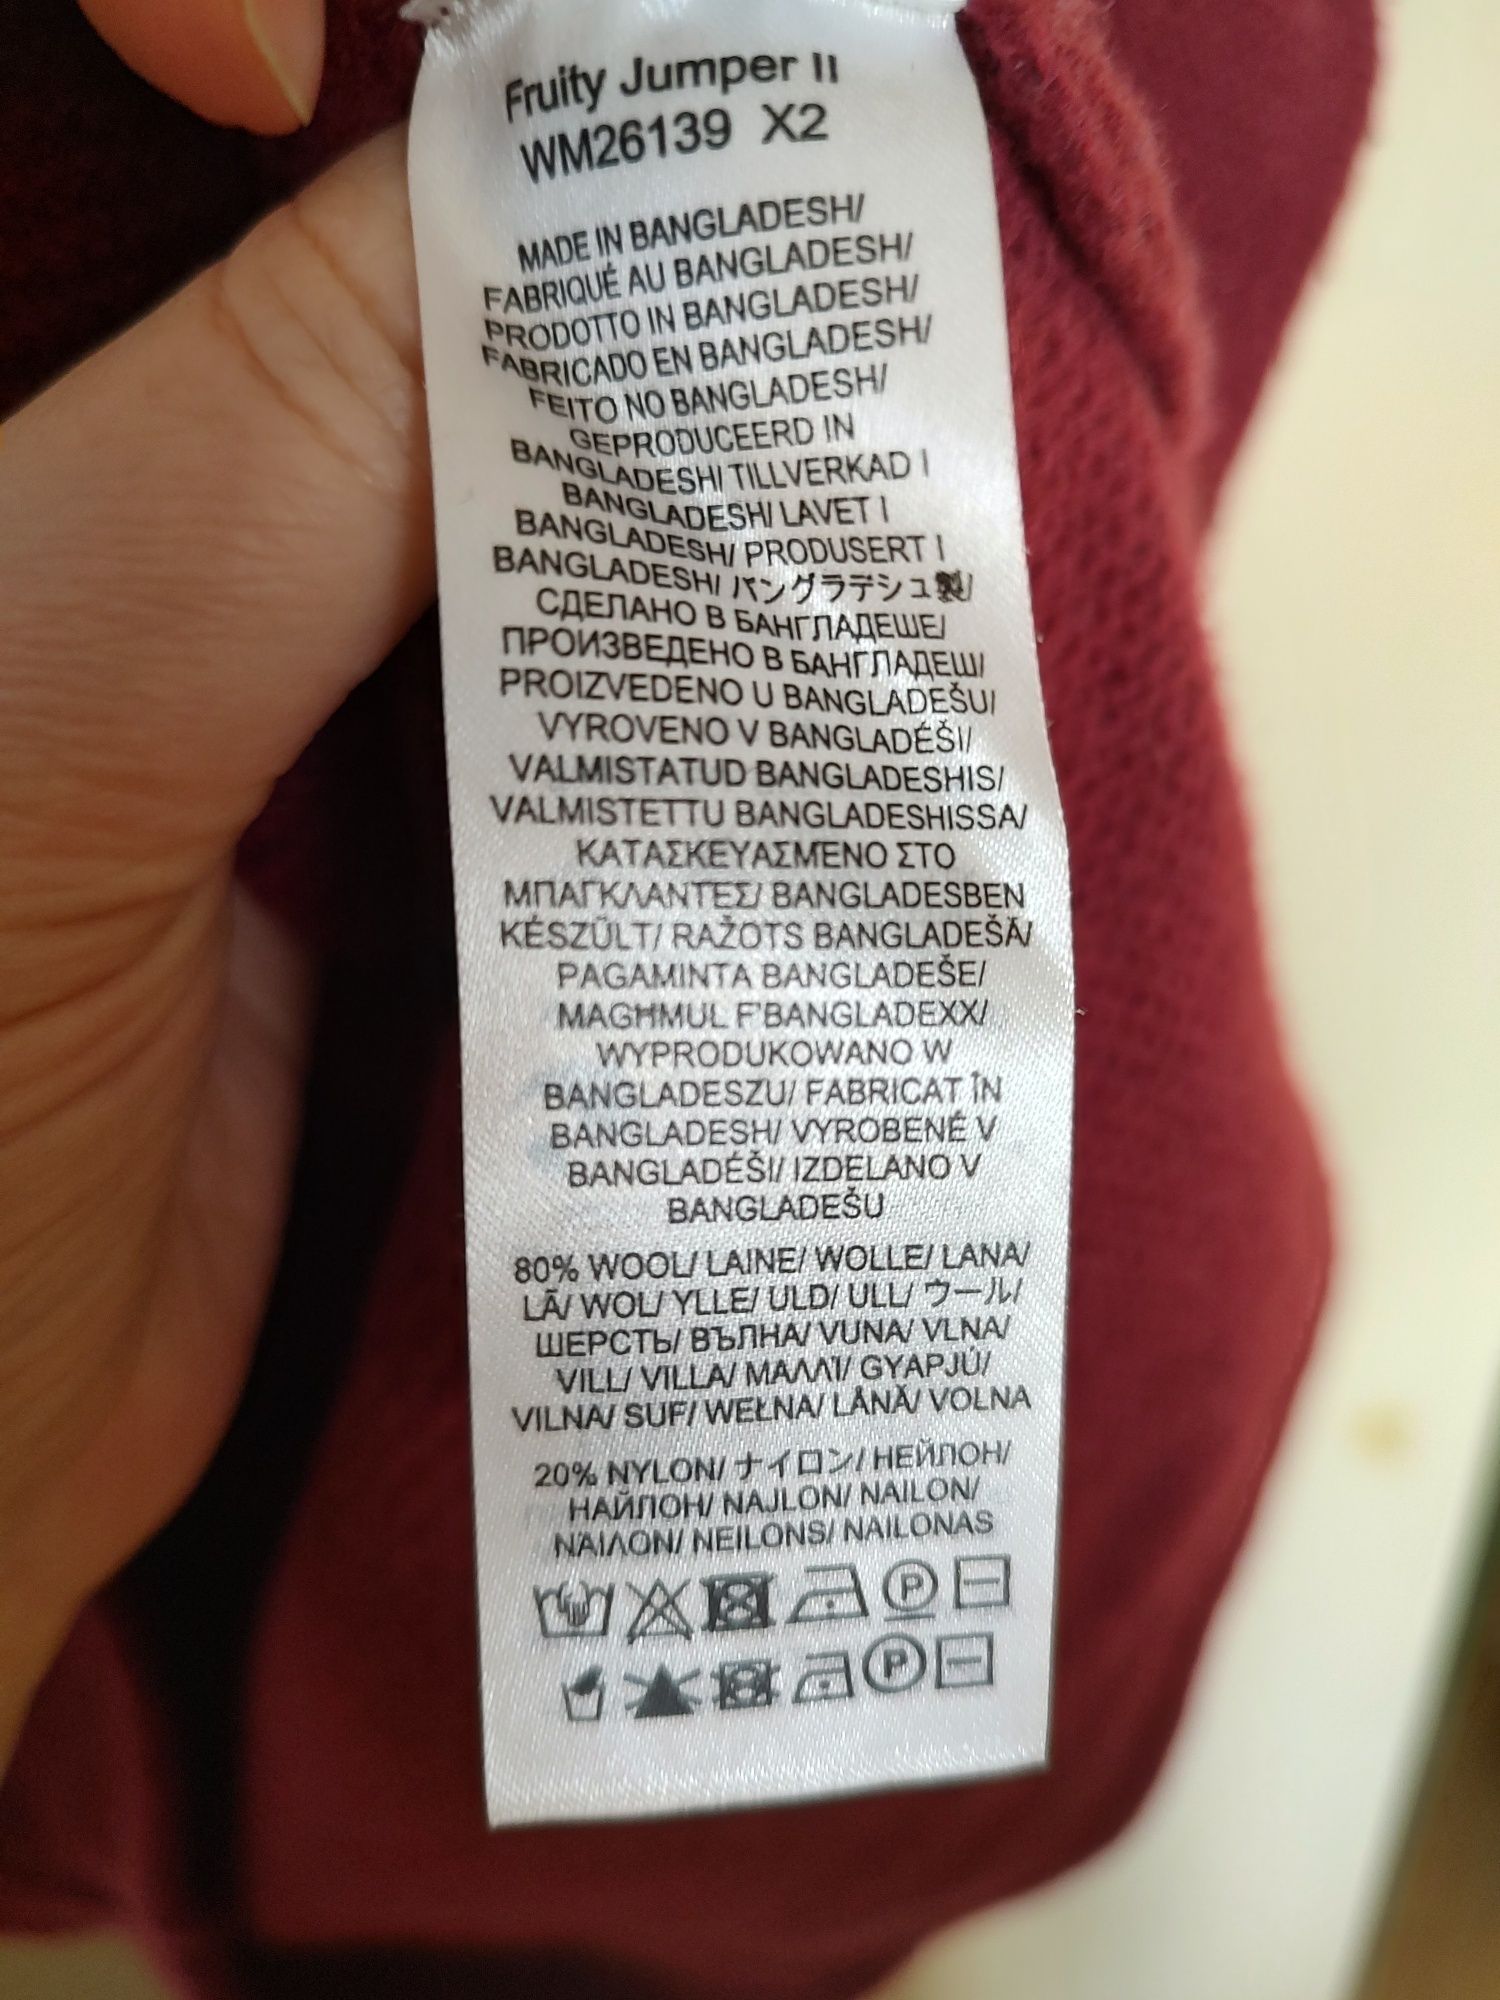 Fruity Jumper II
WM26139 X2
MADE IN BANGLADESH/
FABRIQUÉ AU BANGLADESH/
PRODOTTO IN BANGLADESH/
FABRICADO EN BANGLADESH/
FEITO NO BANGLADESH/
GEPRODUCEERD IN
BANGLADESH/ TILLVERKAD I
BANGLADESH/ LAVET I
BANGLADESH/ PRODUSERT I
BANGLADESH/ バングラデシュ製/
СДЕЛАНО В БАНГЛАДЕШЕ/
ПРОИЗВЕДЕНО В БАНГЛАДЕШ/
PROIZVEDENO U BANGLADEŠU/
VYROVENO V BANGLADÉŠI/
VALMISTATUD BANGLADESHIS/
VALMISTETTU BANGLADESHISSA/
ΚΑΤΑΣΚΕΥΑΣΜΈΝΟ ΣΤΟ
ΜΠΑΓΚΛΑΝΤΕΣ/ BANGLADESBEN
KÉSZÜLT/ RAŽOTS BANGLADEŠĀ/
PAGAMINTA BANGLADEŠE/
MAGĦMUL F'BANGLADEXX/
WYPRODUKOWANO W
BANGLADESZU/ FABRICAT ÎN
BANGLADESH/ VYROBENÉ V
BANGLADÉŠI/ IZDELANO V
BANGLADEŠU
80% WOOL/ LAINE/ WOLLE/ LANA/
LÃ/ WOL/ YLLE/ ULD/ ULL/ ウール/
ШЕРСТЬ/ ВЪЛНА/ VUNA/ VLNA/
VILL/ VILLA/ ΜΑΛΛΊ/ GYAPJÚ/
VILNA/ SUF/ WEŁNA/ LÂNĂ/ VOLNA
20% NYLON/ ナイロン/ НЕЙЛОН/
НАЙЛОН/ NAJLON/ NAILON/
ΝΆΙΛΟΝ/ NEILONS/ NAILONAS
P
P